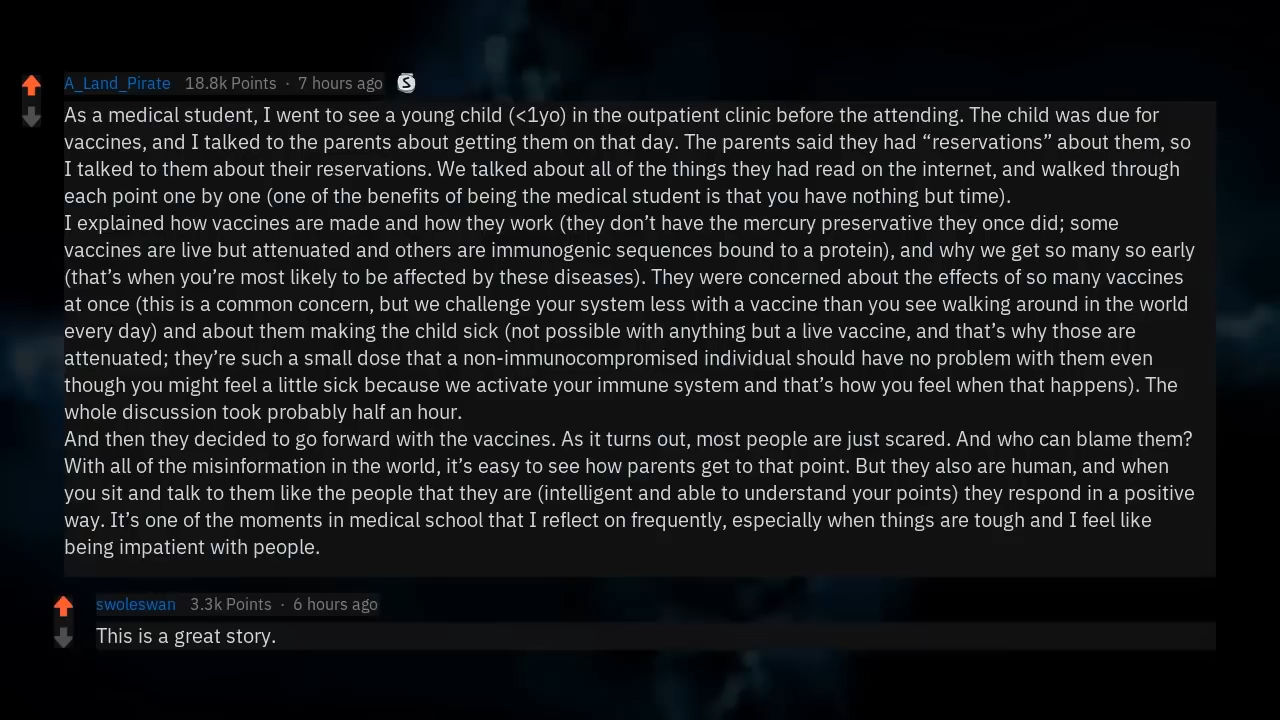 A_Land_Pirate 18.8k Points · 7 hours ago S
As a medical student, I went to see a young child (<1yo) in the outpatient clinic before the attending. The child was due for
vaccines, and I talked to the parents about getting them on that day. The parents said they had “reservations” about them, so
I talked to them about their reservations. We talked about all of the things they had read on the internet, and walked through
each point one by one (one of the benefits of being the medical student is that you have nothing but time).
I explained how vaccines are made and how they work (they don’t have the mercury preservative they once did; some
vaccines are live but attenuated and others are immunogenic sequences bound to a protein), and why we get so many so early
(that’s when you’re most likely to be affected by these diseases). They were concerned about the effects of so many vaccines
at once (this is a common concern, but we challenge your system less with a vaccine than you see walking around in the world
every day) and about them making the child sick (not possible with anything but a live vaccine, and that’s why those are
attenuated; they’re such a small dose that a non-immunocompromised individual should have no problem with them even
though you might feel a little sick because we activate your immune system and that’s how you feel when that happens). The
whole discussion took probably half an hour.
And then they decided to go forward with the vaccines. As it turns out, most people are just scared. And who can blame them?
With all of the misinformation in the world, it’s easy to see how parents get to that point. But they also are human, and when
you sit and talk to them like the people that they are (intelligent and able to understand your points) they respond in a positive
way. It’s one of the moments in medical school that I reflect on frequently, especially when things are tough and I feel like
being impatient with people.
swoleswan 3.3k Points · 6 hours ago
This is a great story.